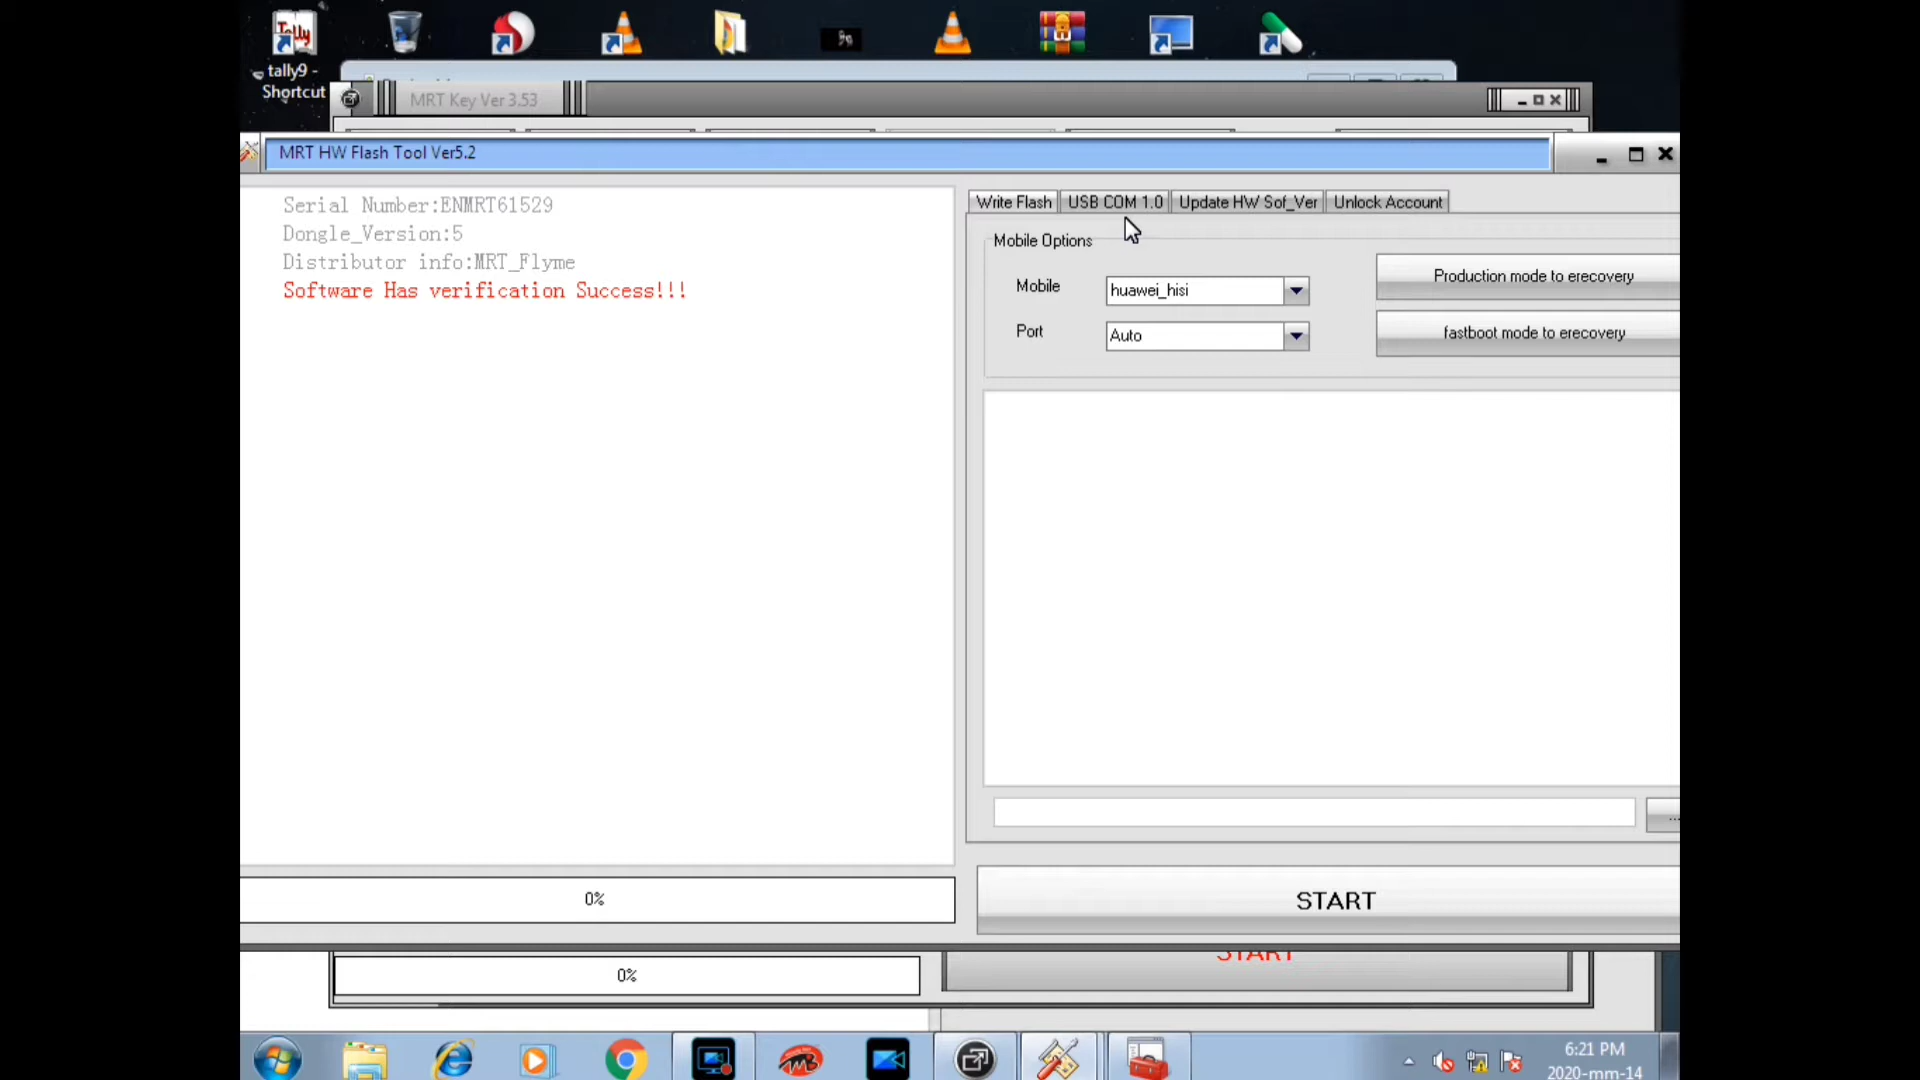 tally9 -
Shortcut
MRT Key Ver 3.53
MRT HW Flash Tool Ver5.2
Serial Number:ENMRT61529
Dongle_Version:5
Distributor info:MRT_Flyme
Software Has verification Success!!!
Write Flash
USB COM 1.0
Update HW Sof_Ver
Unlock Account
Mobile Options
Mobile
huawei_hisi
Port
Auto
Production mode to erecovery
fastboot mode to erecovery
...
0%
START
START
0%
6:21 PM
2020-mm-14